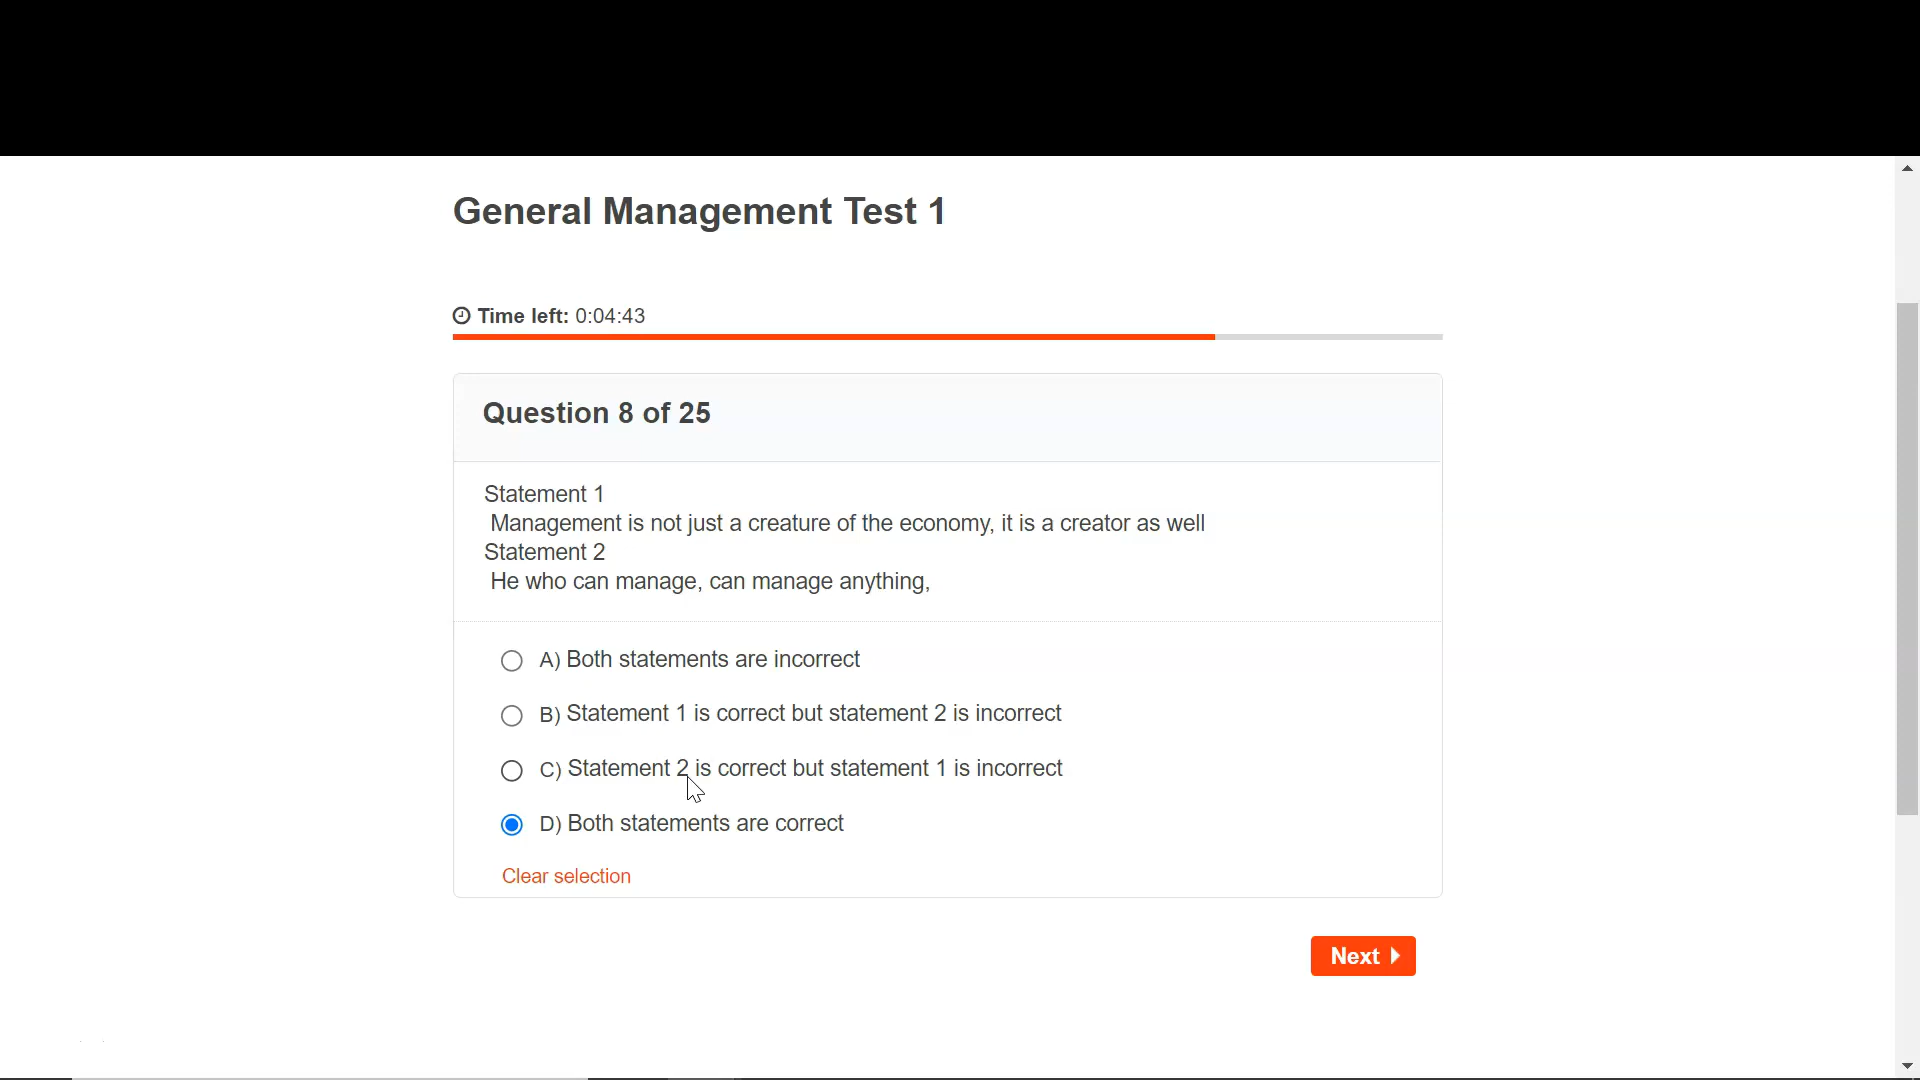 General Management Test 1
Time left: 0:04:43
Question 8 of 25
Statement 1
Management is not just a creature of the economy, it is a creator as well
Statement 2
He who can manage, can manage anything,
A) Both statements are incorrect
B) Statement 1 is correct but statement 2 is incorrect
C) Statement 2 is correct but statement 1 is incorrect
D) Both statements are correct
Clear selection
Next